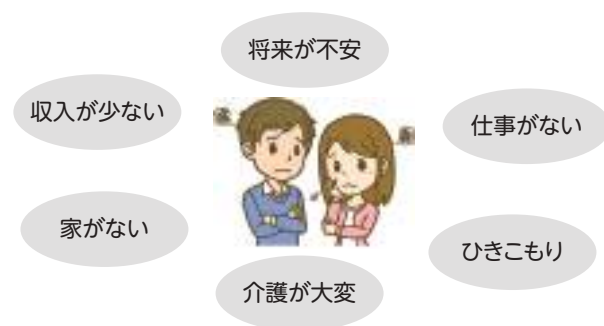 将来が不安
収入が少ない
仕事がない
家がない
ひきこもり
介護が大変